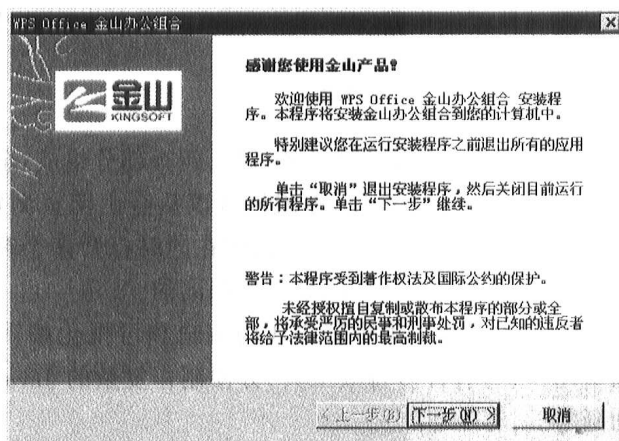 WPS Office 金山办公组合
金山
KINGSOFT
感谢您使用金山产品!
欢迎使用 WPS Office 金山办公组合 安装程
序。本程序将安装金山办公组合到您的计算机中。
特别建议您在运行安装程序之前退出所有的应用
程序。
单击“取消”退出安装程序,然后关闭目前运行
的所有程序。单击“下一步”继续。
警告:本程序受到著作权法及国际公约的保护。
未经授权擅自复制或散布本程序的部分或全
部,将承受严厉的民事和刑事处罚,对已知的违反者
将给予法律范围内的最高制裁。
< 上一步(B) 下一步(N) > 取消